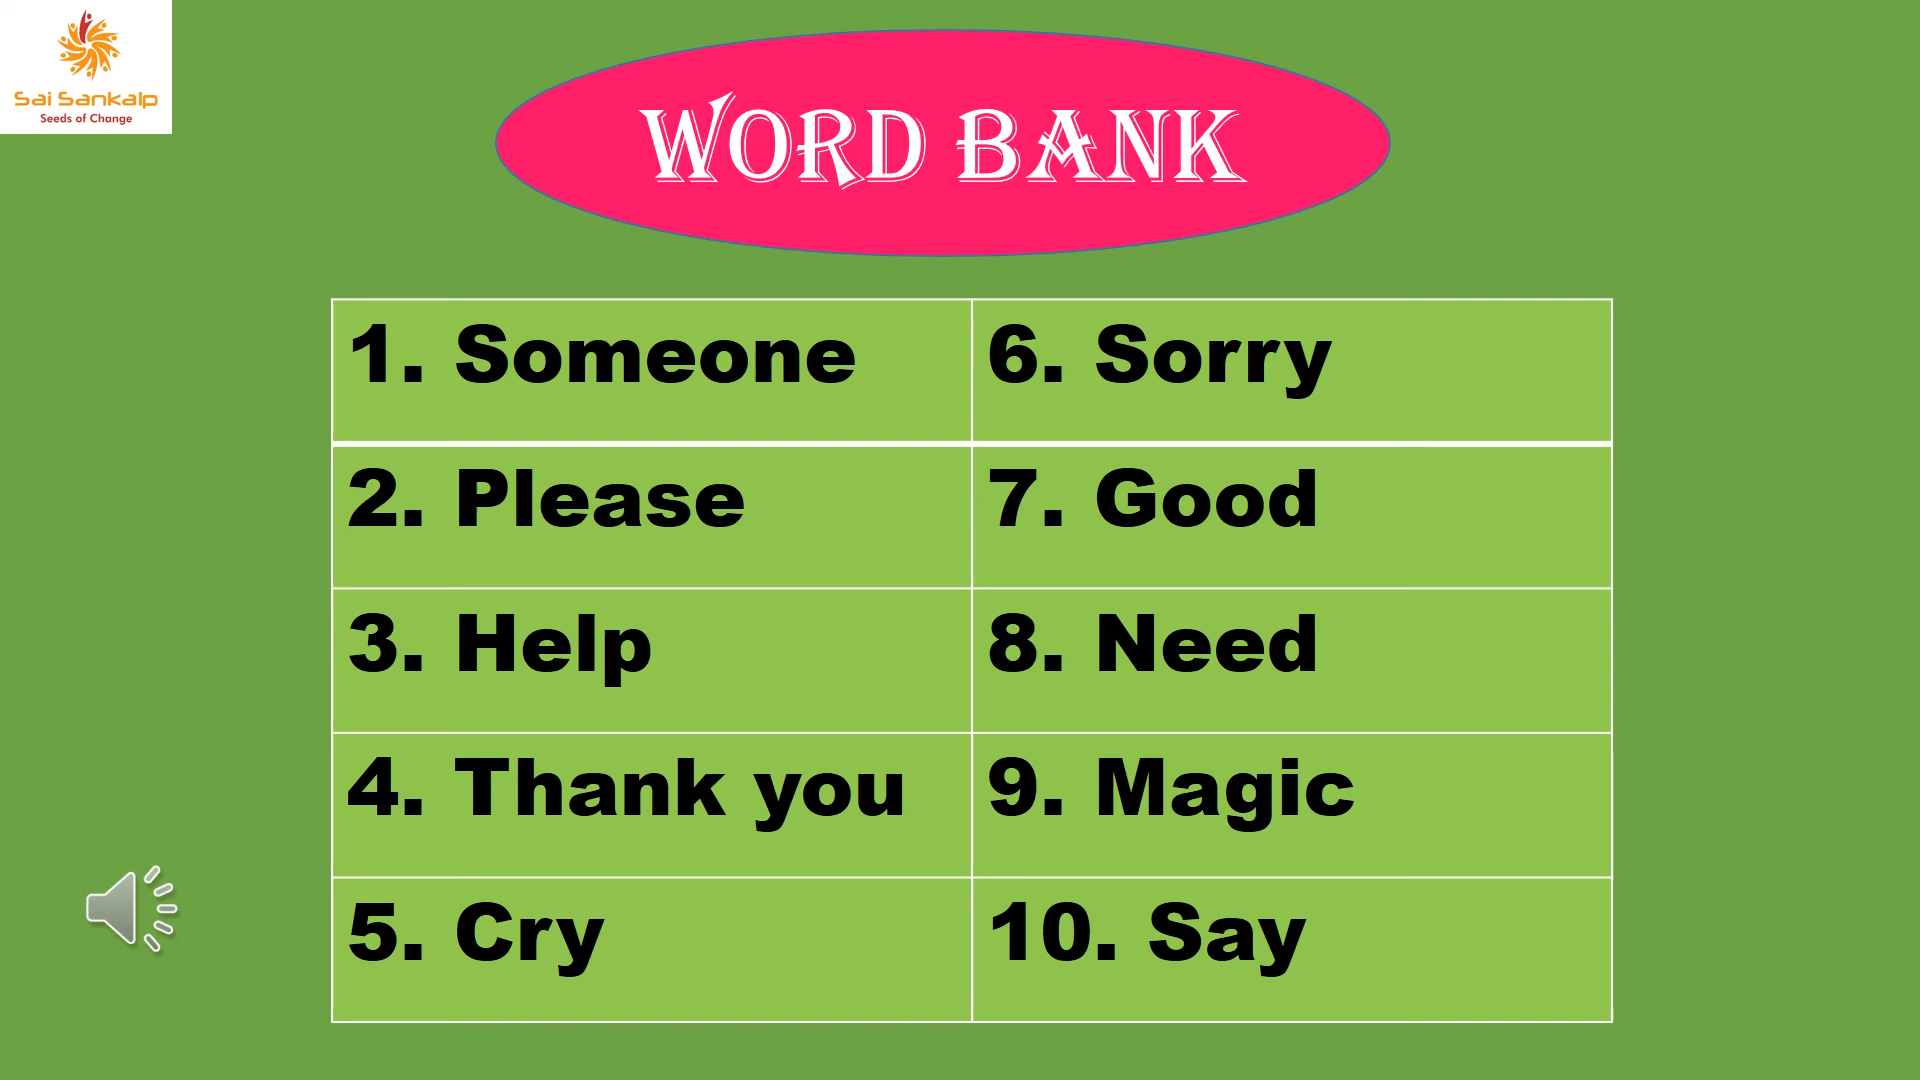 Sai Sankalp
Seeds of Change
WORD BANK
1. Someone
6. Sorry
2. Please
7. Good
3. Help
8. Need
4. Thank you
9. Magic
5. Cry
10. Say